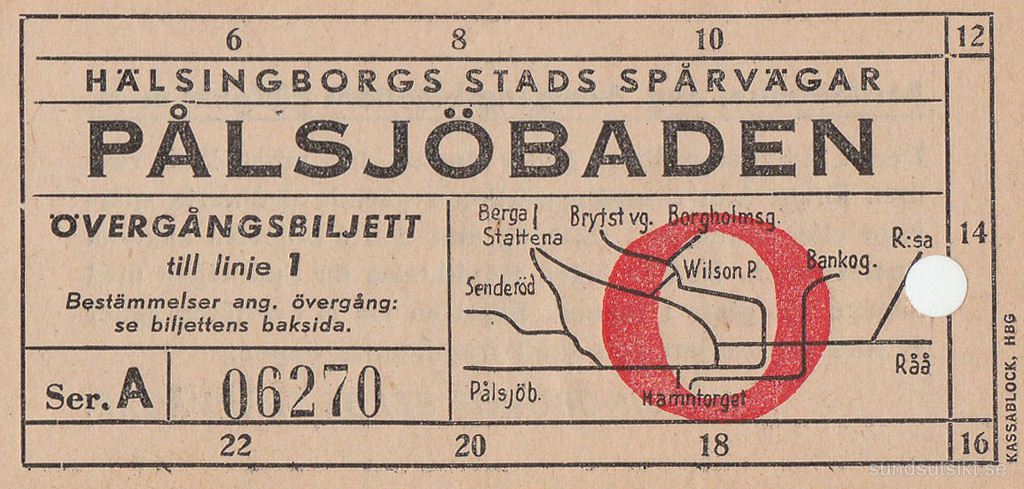 6 8 10 12
HÄLSINGBORGS STADS SPÅRVÄGAR
PÅLSJÖBADEN
ÖVERGÅNGSBILJETT
till linje 1
Bestämmelser ang. övergång:
se biljettens baksida.
Ser. A 06270
Berga/
Stattena
Brytstvg.
Borgholmsg.
R:sa
Senderöd
Wilson P.
Bankog.
Råå
Pålsjöb.
Hamntorget
14
22 20 18 16
KASSABLOCK, HBG
sundsutsikt.se